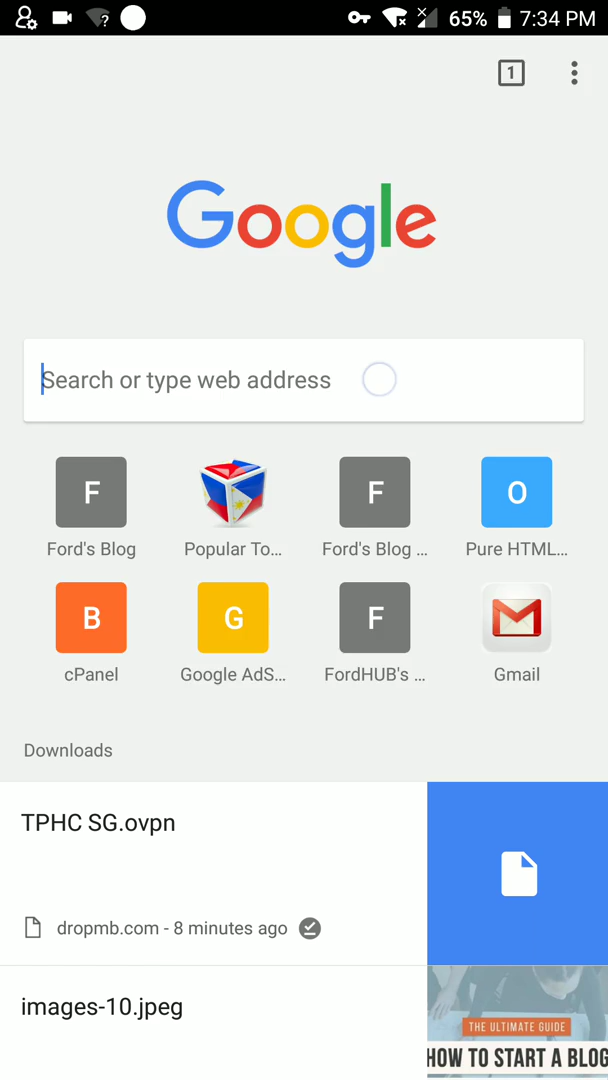 ? 65% 7:34 PM
1
Google
Search or type web address
F F O
Ford's Blog Popular To... Ford's Blog ... Pure HTML...
B G F
cPanel Google AdS... FordHUB's ... Gmail
Downloads
TPHC SG.ovpn
dropmb.com - 8 minutes ago
images-10.jpeg
THE ULTIMATE GUIDE
HOW TO START A BLOG